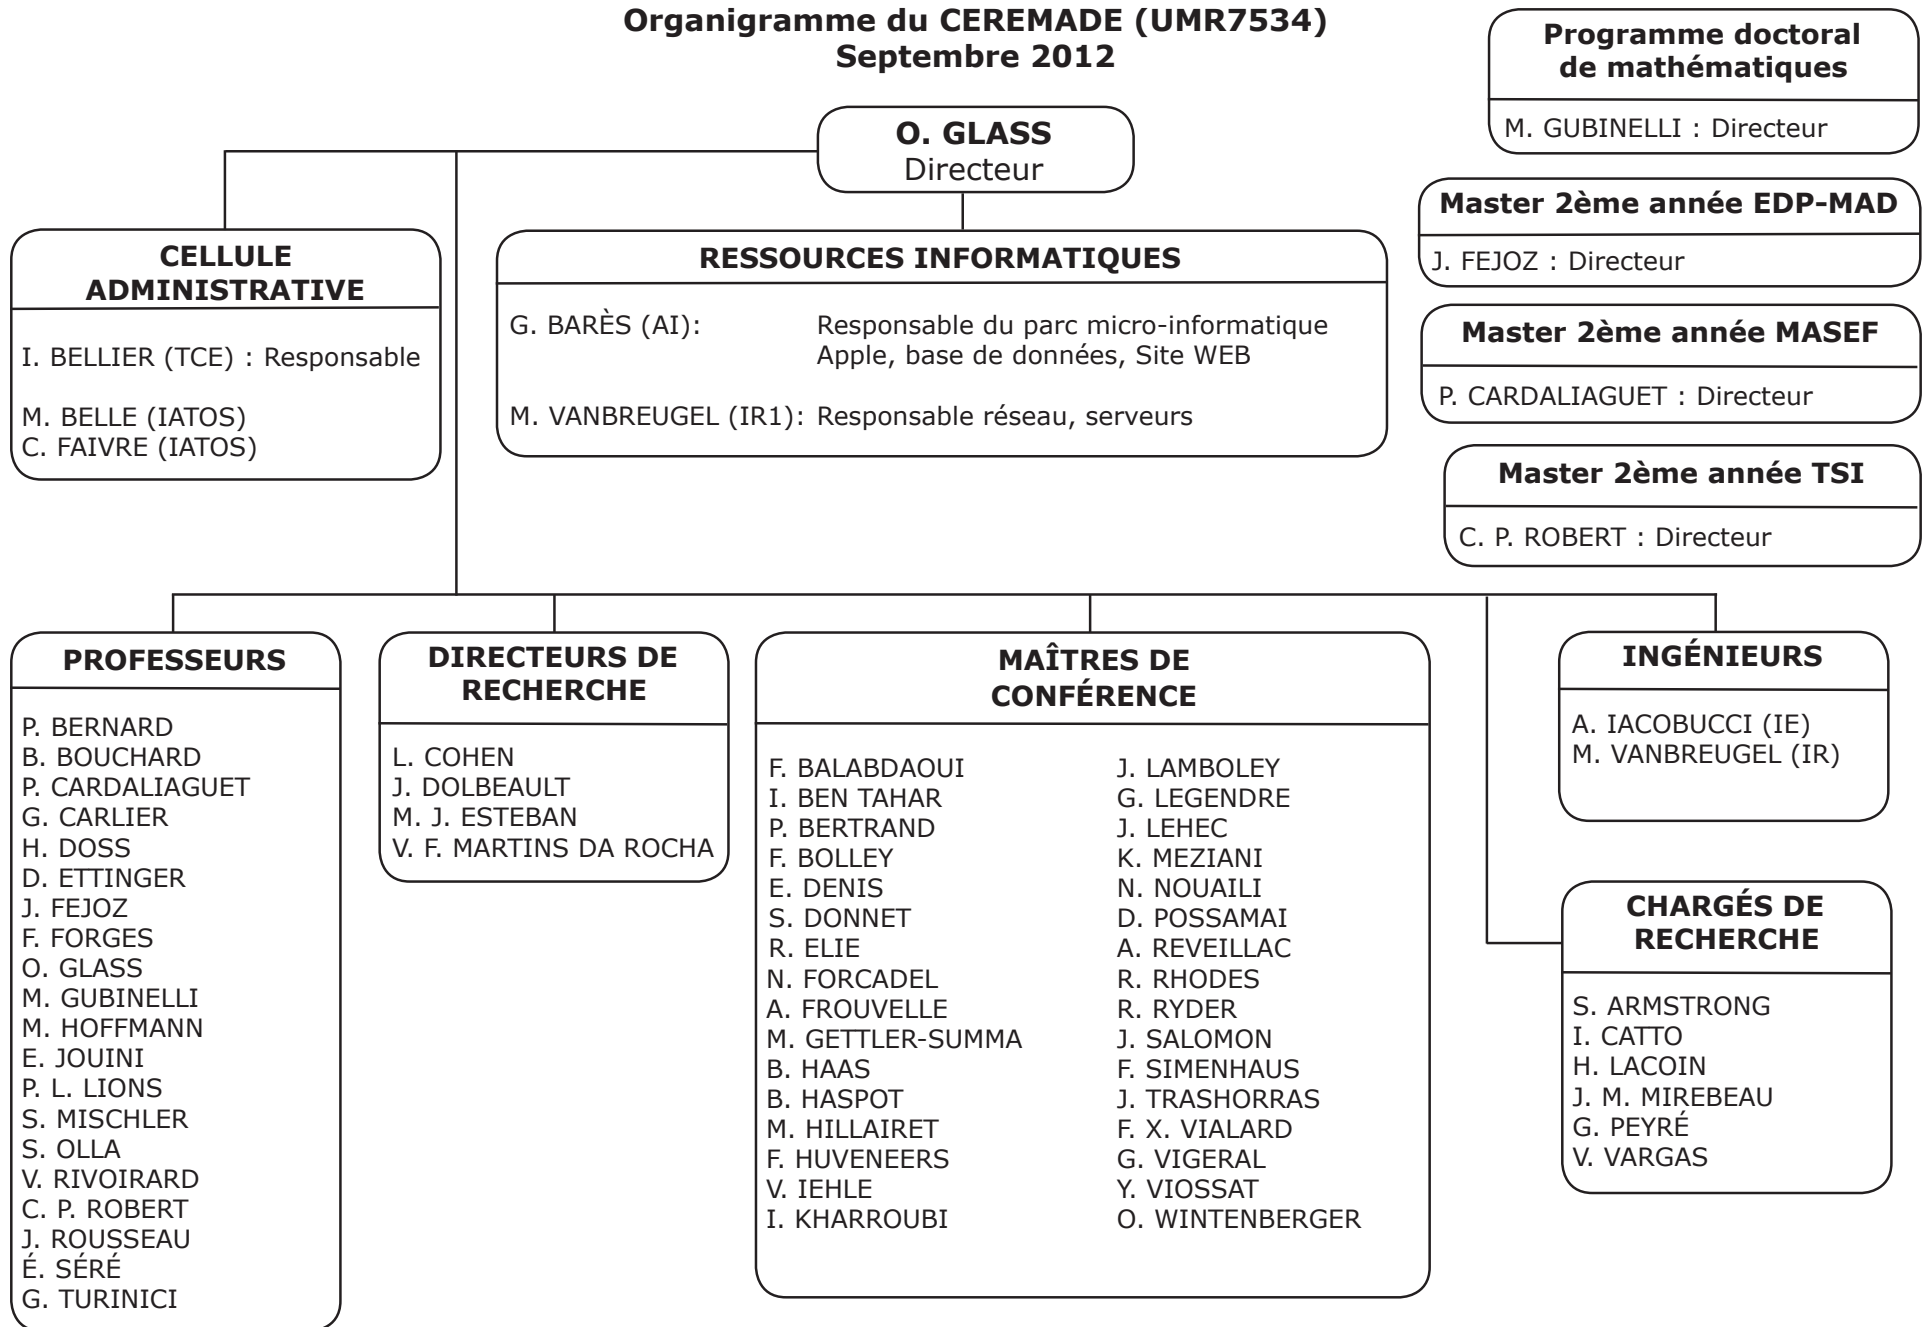 Organigramme du CEREMADE (UMR7534)
Septembre 2012
Programme doctoral
de mathématiques
M. GUBINELLI : Directeur
O. GLASS
Directeur
Master 2ème année EDP-MAD
J. FEJOZ : Directeur
Master 2ème année MASEF
P. CARDALIAGUET : Directeur
Master 2ème année TSI
C. P. ROBERT : Directeur
CELLULE
ADMINISTRATIVE
I. BELLIER (TCE) : Responsable
M. BELLE (IATOS)
C. FAIVRE (IATOS)
RESSOURCES INFORMATIQUES
G. BARÈS (AI): Responsable du parc micro-informatique
Apple, base de données, Site WEB
M. VANBREUGEL (IR1): Responsable réseau, serveurs
PROFESSEURS
P. BERNARD
B. BOUCHARD
P. CARDALIAGUET
G. CARLIER
H. DOSS
D. ETTINGER
J. FEJOZ
F. FORGES
O. GLASS
M. GUBINELLI
M. HOFFMANN
E. JOUINI
P. L. LIONS
S. MISCHLER
S. OLLA
V. RIVOIRARD
C. P. ROBERT
J. ROUSSEAU
É. SÉRÉ
G. TURINICI
DIRECTEURS DE
RECHERCHE
L. COHEN
J. DOLBEAULT
M. J. ESTEBAN
V. F. MARTINS DA ROCHA
MAÎTRES DE
CONFÉRENCE
F. BALABDAOUI
I. BEN TAHAR
P. BERTRAND
F. BOLLEY
E. DENIS
S. DONNET
R. ELIE
N. FORCADEL
A. FROUVELLE
M. GETTLER-SUMMA
B. HAAS
B. HASPOT
M. HILLAIRET
F. HUVENEERS
V. IEHLE
I. KHARROUBI
J. LAMBOLEY
G. LEGENDRE
J. LEHEC
K. MEZIANI
N. NOUAILI
D. POSSAMAI
A. REVEILLAC
R. RHODES
R. RYDER
J. SALOMON
F. SIMENHAUS
J. TRASHORRAS
F. X. VIALARD
G. VIGERAL
Y. VIOSSAT
O. WINTENBERGER
INGÉNIEURS
A. IACOBUCCI (IE)
M. VANBREUGEL (IR)
CHARGÉS DE
RECHERCHE
S. ARMSTRONG
I. CATTO
H. LACOIN
J. M. MIREBEAU
G. PEYRÉ
V. VARGAS